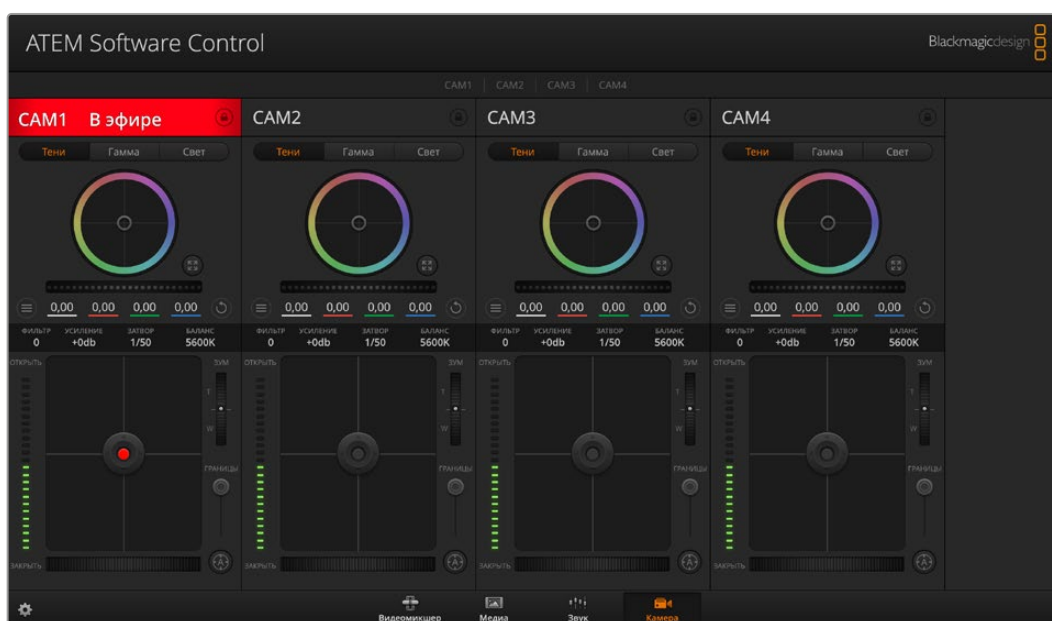 ATEM Software Control
Blackmagicdesign
CAM1 CAM2 CAM3 CAM4
CAM1 В эфире CAM2 CAM3 CAM4
Тени Гамма Свет Тени Гамма Свет Тени Гамма Свет Тени Гамма Свет
0,00 0,00 0,00 0,00 0,00 0,00 0,00 0,00 0,00 0,00 0,00 0,00 0,00 0,00 0,00 0,00
ФИЛЬТР УСИЛЕНИЕ ЗАТВОР БАЛАНС ФИЛЬТР УСИЛЕНИЕ ЗАТВОР БАЛАНС ФИЛЬТР УСИЛЕНИЕ ЗАТВОР БАЛАНС ФИЛЬТР УСИЛЕНИЕ ЗАТВОР БАЛАНС
0 +0db 1/50 5600K 0 +0db 1/50 5600K 0 +0db 1/50 5600K 0 +0db 1/50 5600K
ОТКРЫТЬ ЗУМ ОТКРЫТЬ ЗУМ ОТКРЫТЬ ЗУМ ОТКРЫТЬ ЗУМ
T T T T
W W W W
ГРАНИЦЫ ГРАНИЦЫ ГРАНИЦЫ ГРАНИЦЫ
ЗАКРЫТЬ A ЗАКРЫТЬ A ЗАКРЫТЬ A ЗАКРЫТЬ A
Видеомикшер Медиа Звук Камера